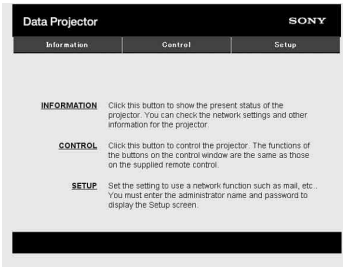 Data Projector SONY
Information Control Setup
INFORMATION Click this button to show the present status of the
projector. You can check the network settings and other
information for the projector.
CONTROL Click this button to control the projector. The functions of
the buttons on the control window are the same as those
on the supplied remote control.
SETUP Set the setting to use a network function such as mail, etc..
You must enter the administrator name and password to
display the Setup screen.